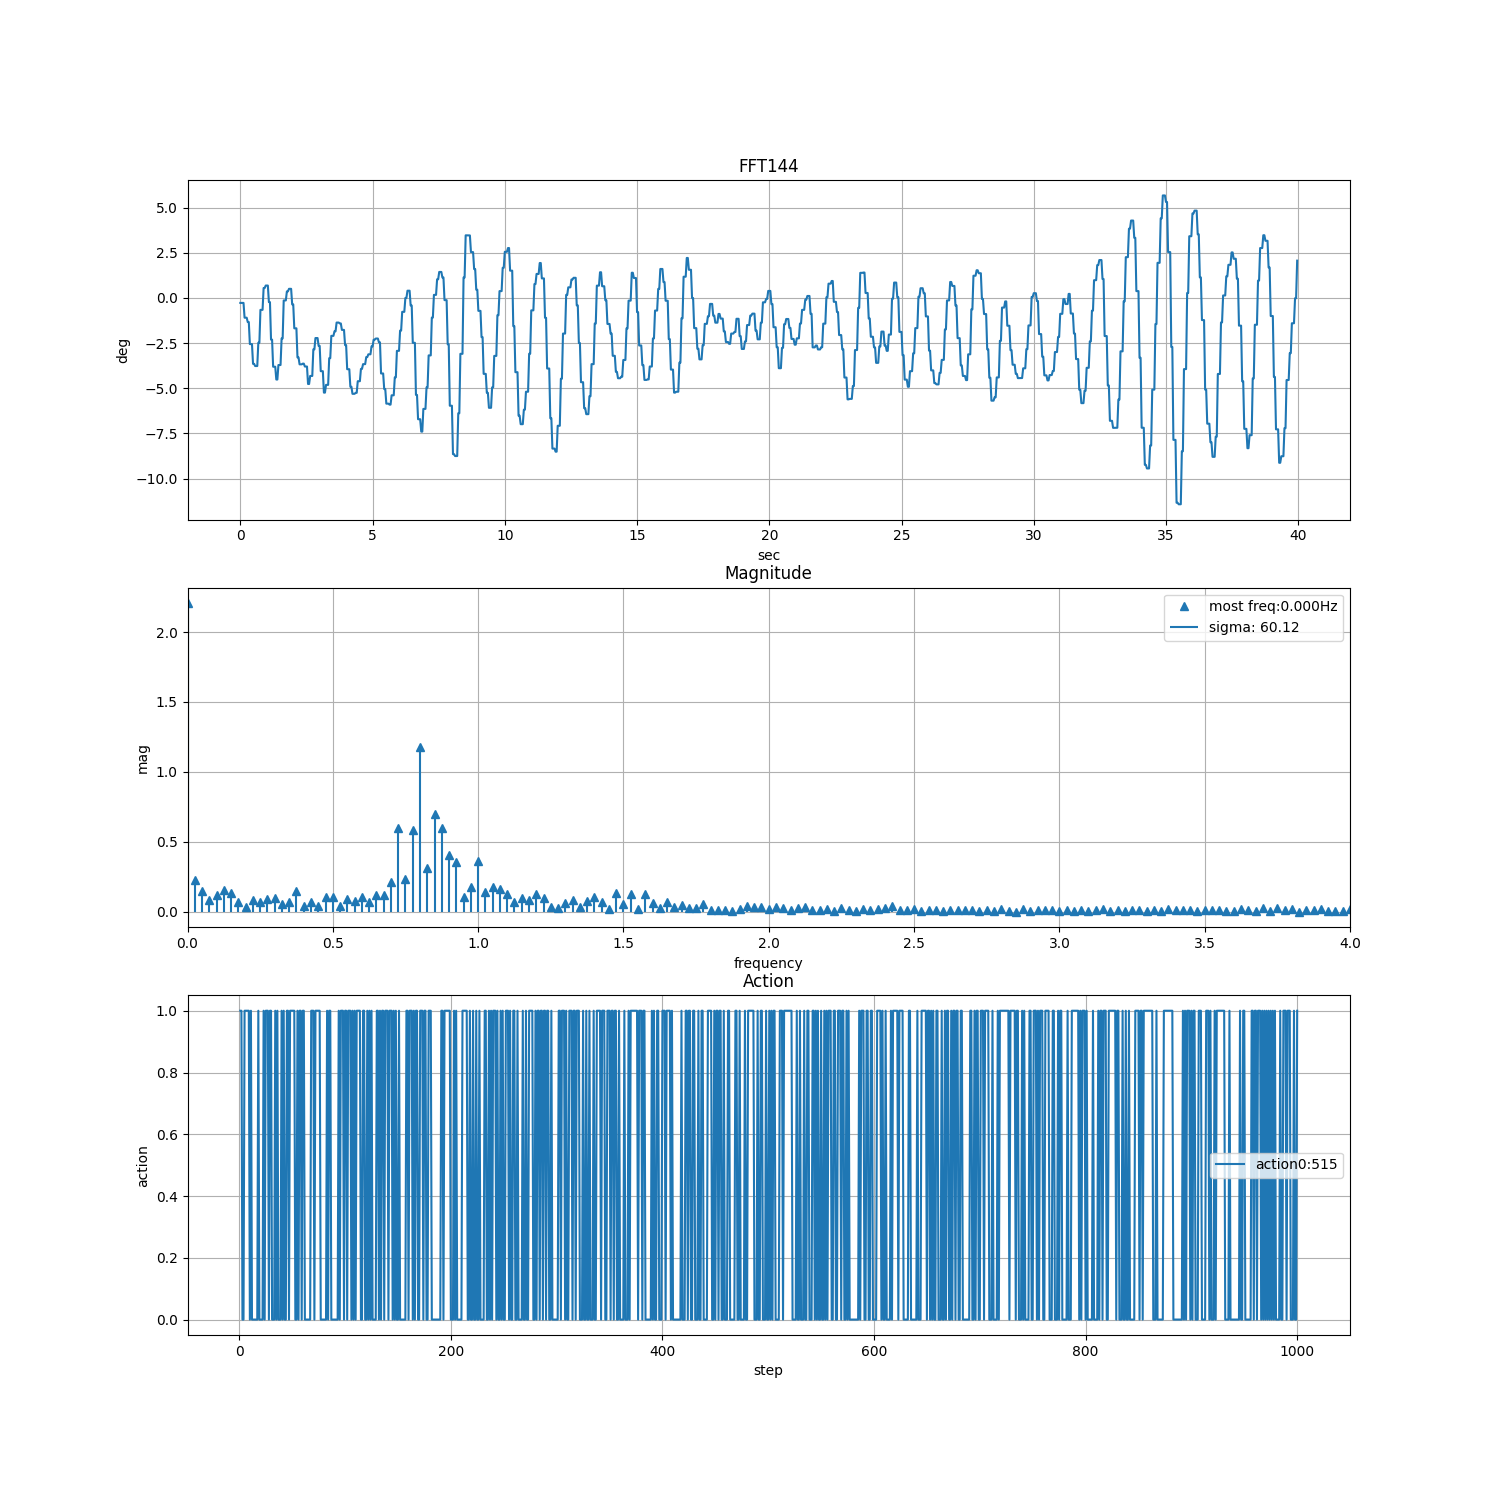 FFT144
5.0
2.5
0.0
−2.5
−5.0
−7.5
−10.0
deg
0 5 10 15 20 25 30 35 40
sec
Magnitude
most freq:0.000Hz
sigma: 60.12
2.0
1.5
1.0
0.5
0.0
mag
0.0 0.5 1.0 1.5 2.0 2.5 3.0 3.5 4.0
frequency
Action
1.0
0.8
0.6
0.4
0.2
0.0
action
action0:515
0 200 400 600 800 1000
step